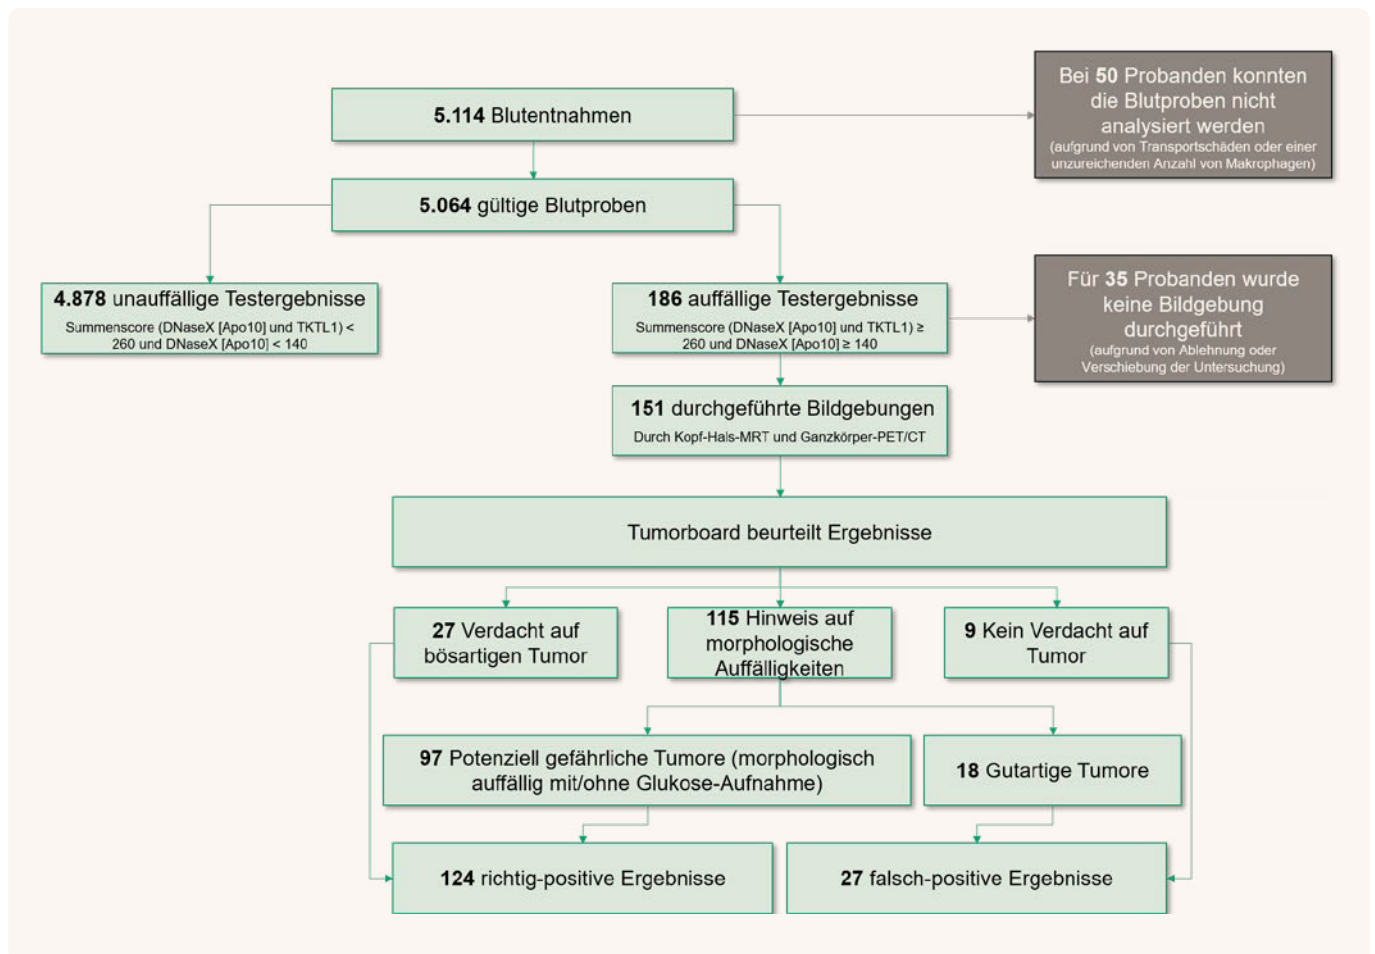 5.114 Blutentnahmen
Bei 50 Probanden konnten
die Blutproben nicht
analysiert werden
(aufgrund von Transportschäden oder einer
unzureichenden Anzahl von Makrophagen)
5.064 gültige Blutproben
4.878 unauffällige Testergebnisse
Summenscore (DNaseX [Apo10] und TKTL1) <
260 und DNaseX [Apo10] < 140
186 auffällige Testergebnisse
Summenscore (DNaseX [Apo10] und TKTL1) ≥
260 und DNaseX [Apo10] ≥ 140
Für 35 Probanden wurde
keine Bildgebung
durchgeführt
(aufgrund von Ablehnung oder
Verschiebung der Untersuchung)
151 durchgeführte Bildgebungen
Durch Kopf-Hals-MRT und Ganzkörper-PET/CT
Tumorboard beurteilt Ergebnisse
27 Verdacht auf
bösartigen Tumor
115 Hinweis auf
morphologische
Auffälligkeiten
9 Kein Verdacht auf
Tumor
97 Potenziell gefährliche Tumore (morphologisch
auffällig mit/ohne Glukose-Aufnahme)
18 Gutartige Tumore
124 richtig-positive Ergebnisse
27 falsch-positive Ergebnisse